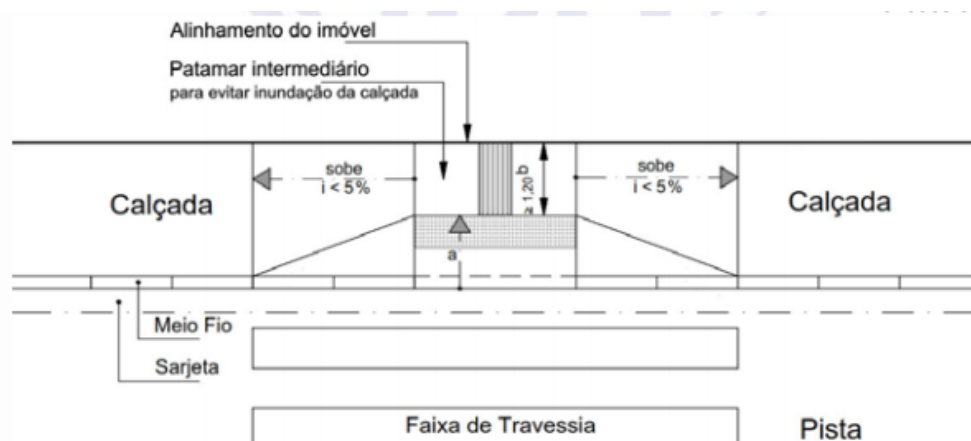 Alinhamento do imóvel
Patamar intermediário
para evitar inundação da calçada
sobe
i < 5%
≥ 1,20 b
sobe
i < 5%
Calçada
Calçada
a
Meio Fio
Sarjeta
Faixa de Travessia
Pista